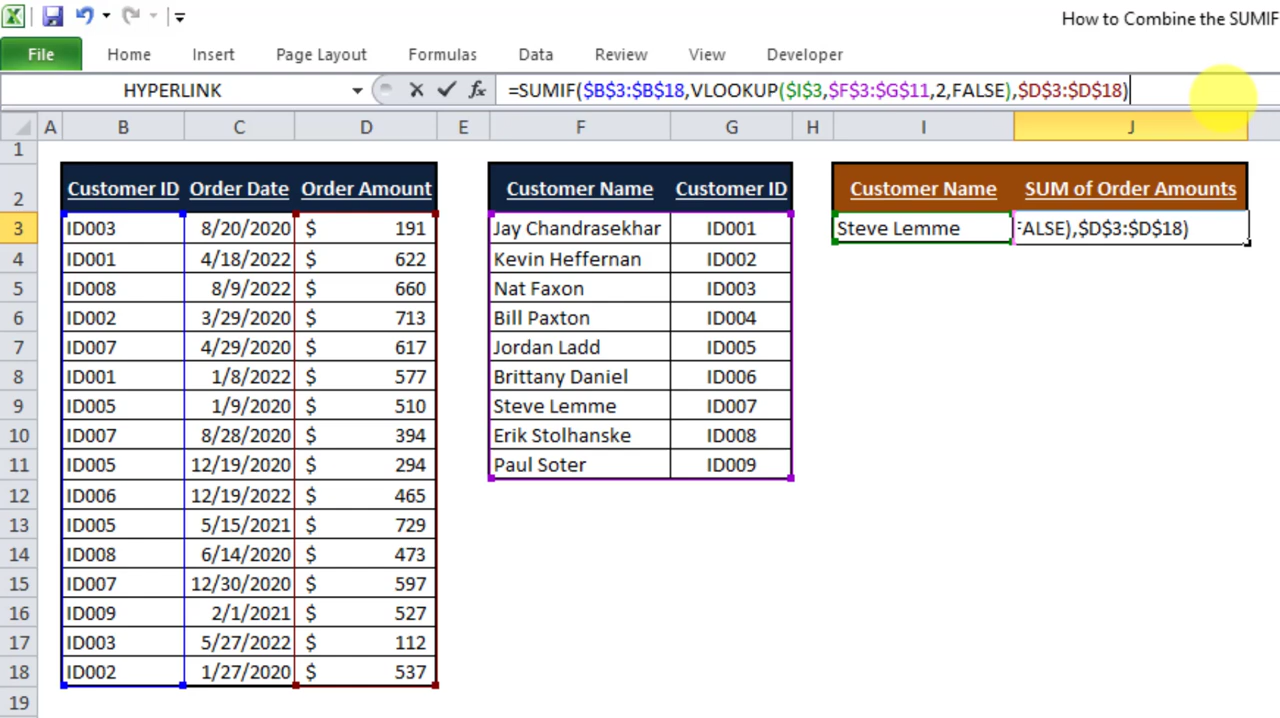 How to Combine the SUMIF
File Home Insert Page Layout Formulas Data Review View Developer
HYPERLINK fx =SUMIF($B$3:$B$18,VLOOKUP($I$3,$F$3:$G$11,2,FALSE),$D$3:$D$18)
A B C D E F G H I J
1
2 Customer ID Order Date Order Amount Customer Name Customer ID Customer Name SUM of Order Amounts
3 ID003 8/20/2020 $ 191 Jay Chandrasekhar ID001 Steve Lemme FALSE),$D$3:$D$18)
4 ID001 4/18/2022 $ 622 Kevin Heffernan ID002
5 ID008 8/9/2022 $ 660 Nat Faxon ID003
6 ID002 3/29/2020 $ 713 Bill Paxton ID004
7 ID007 4/29/2020 $ 617 Jordan Ladd ID005
8 ID001 1/8/2022 $ 577 Brittany Daniel ID006
9 ID005 1/9/2020 $ 510 Steve Lemme ID007
10 ID007 8/28/2020 $ 394 Erik Stolhanske ID008
11 ID005 12/19/2020 $ 294 Paul Soter ID009
12 ID006 12/19/2022 $ 465
13 ID005 5/15/2021 $ 729
14 ID008 6/14/2020 $ 473
15 ID007 12/30/2020 $ 597
16 ID009 2/1/2021 $ 527
17 ID003 5/27/2022 $ 112
18 ID002 1/27/2020 $ 537
19